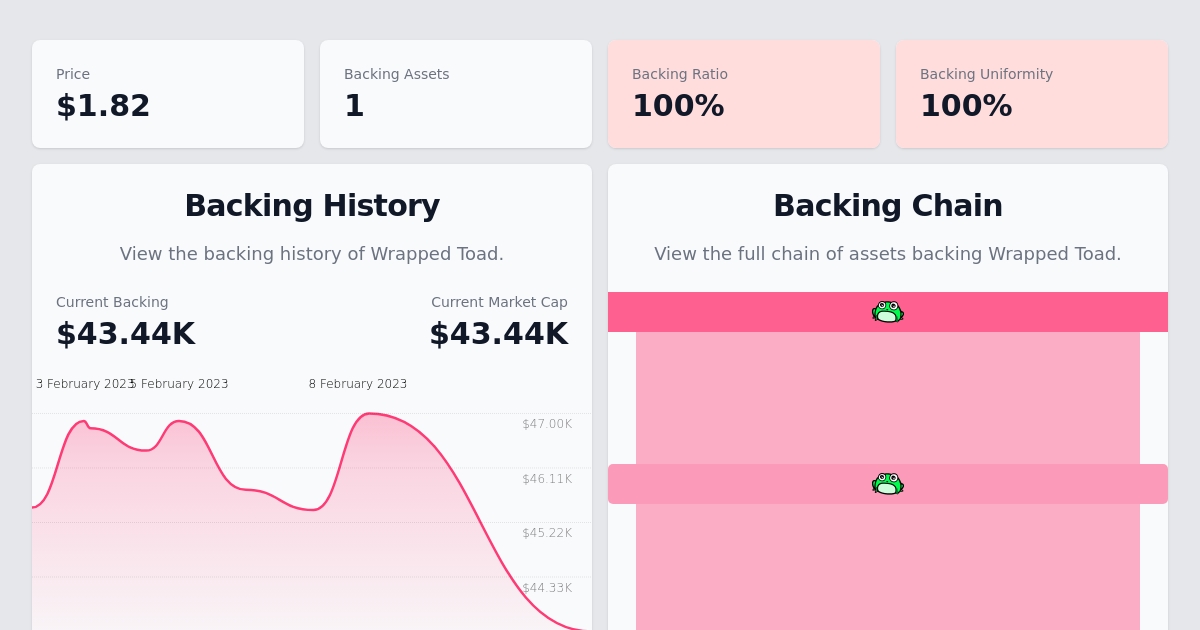 Price
$1.82
Backing Assets
1
Backing Ratio
100%
Backing Uniformity
100%
Backing History
View the backing history of Wrapped Toad.
Current Backing
$43.44K
Current Market Cap
$43.44K
3 February 2023
5 February 2023
8 February 2023
$47.00K
$46.11K
$45.22K
$44.33K
Backing Chain
View the full chain of assets backing Wrapped Toad.